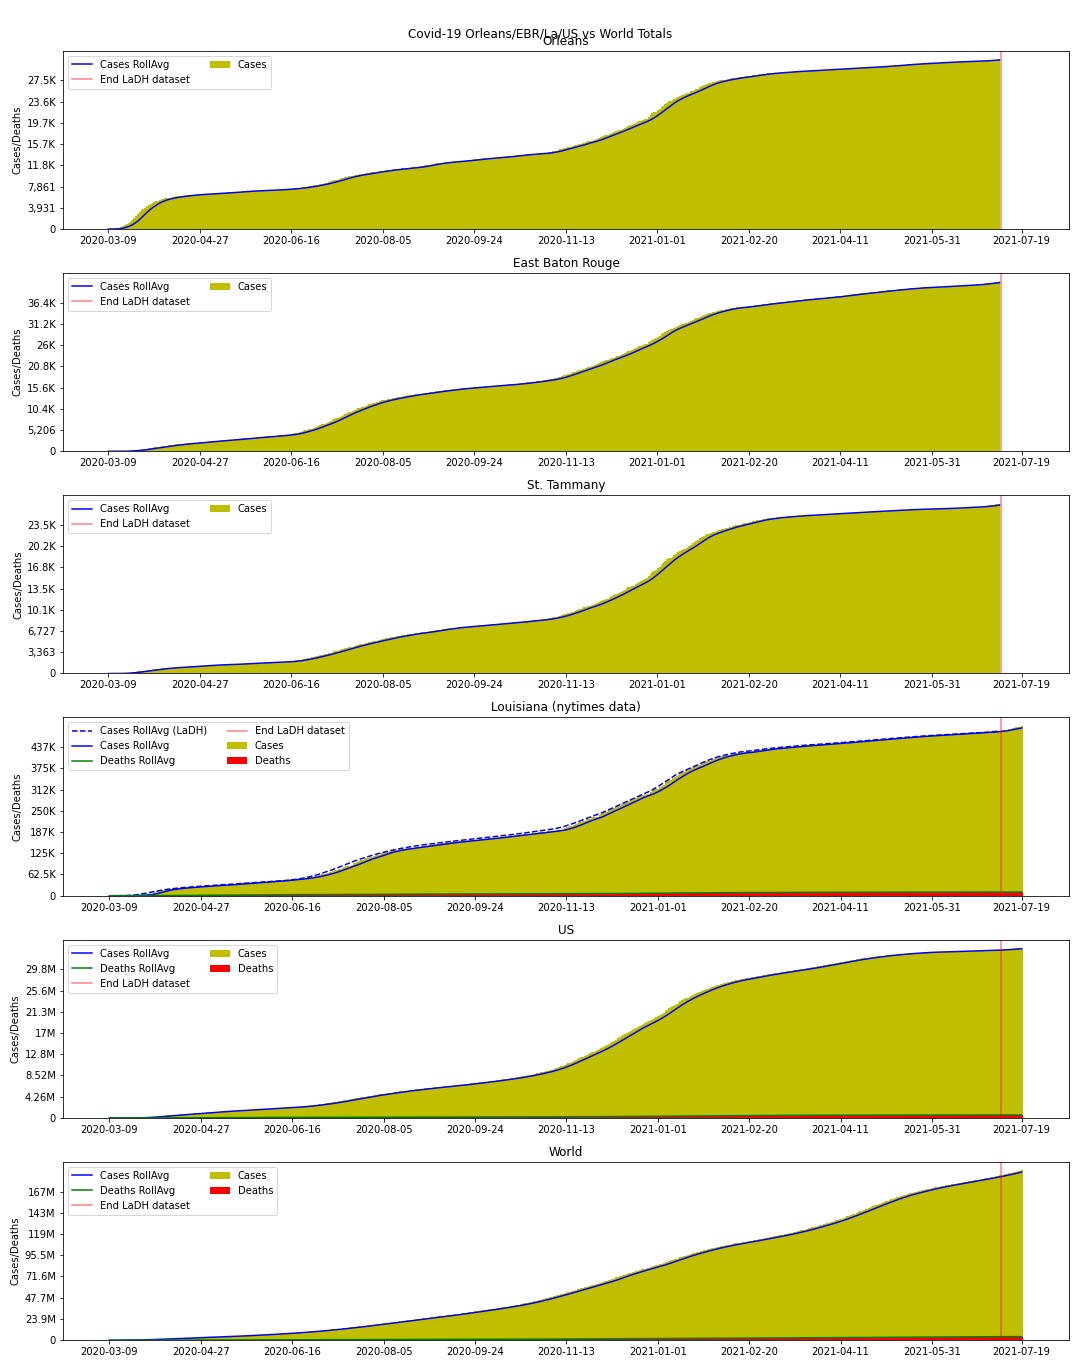 Covid-19 Orleans/EBR/La/US vs World Totals
Orleans
Cases RollAvg
End LaDH dataset
Cases
Cases/Deaths
27.5K
23.6K
19.7K
15.7K
11.8K
7,861
3,931
0
2020-03-09 2020-04-27 2020-06-16 2020-08-05 2020-09-24 2020-11-13 2021-01-01 2021-02-20 2021-04-11 2021-05-31 2021-07-19
East Baton Rouge
Cases RollAvg
End LaDH dataset
Cases
Cases/Deaths
36.4K
31.2K
26K
20.8K
15.6K
10.4K
5,206
0
2020-03-09 2020-04-27 2020-06-16 2020-08-05 2020-09-24 2020-11-13 2021-01-01 2021-02-20 2021-04-11 2021-05-31 2021-07-19
St. Tammany
Cases RollAvg
End LaDH dataset
Cases
Cases/Deaths
23.5K
20.2K
16.8K
13.5K
10.1K
6,727
3,363
0
2020-03-09 2020-04-27 2020-06-16 2020-08-05 2020-09-24 2020-11-13 2021-01-01 2021-02-20 2021-04-11 2021-05-31 2021-07-19
Louisiana (nytimes data)
Cases RollAvg (LaDH)
Cases RollAvg
Deaths RollAvg
End LaDH dataset
Cases
Deaths
Cases/Deaths
437K
375K
312K
250K
187K
125K
62.5K
0
2020-03-09 2020-04-27 2020-06-16 2020-08-05 2020-09-24 2020-11-13 2021-01-01 2021-02-20 2021-04-11 2021-05-31 2021-07-19
US
Cases RollAvg
Deaths RollAvg
End LaDH dataset
Cases
Deaths
Cases/Deaths
29.8M
25.6M
21.3M
17M
12.8M
8.52M
4.26M
0
2020-03-09 2020-04-27 2020-06-16 2020-08-05 2020-09-24 2020-11-13 2021-01-01 2021-02-20 2021-04-11 2021-05-31 2021-07-19
World
Cases RollAvg
Deaths RollAvg
End LaDH dataset
Cases
Deaths
Cases/Deaths
167M
143M
119M
95.5M
71.6M
47.7M
23.9M
0
2020-03-09 2020-04-27 2020-06-16 2020-08-05 2020-09-24 2020-11-13 2021-01-01 2021-02-20 2021-04-11 2021-05-31 2021-07-19